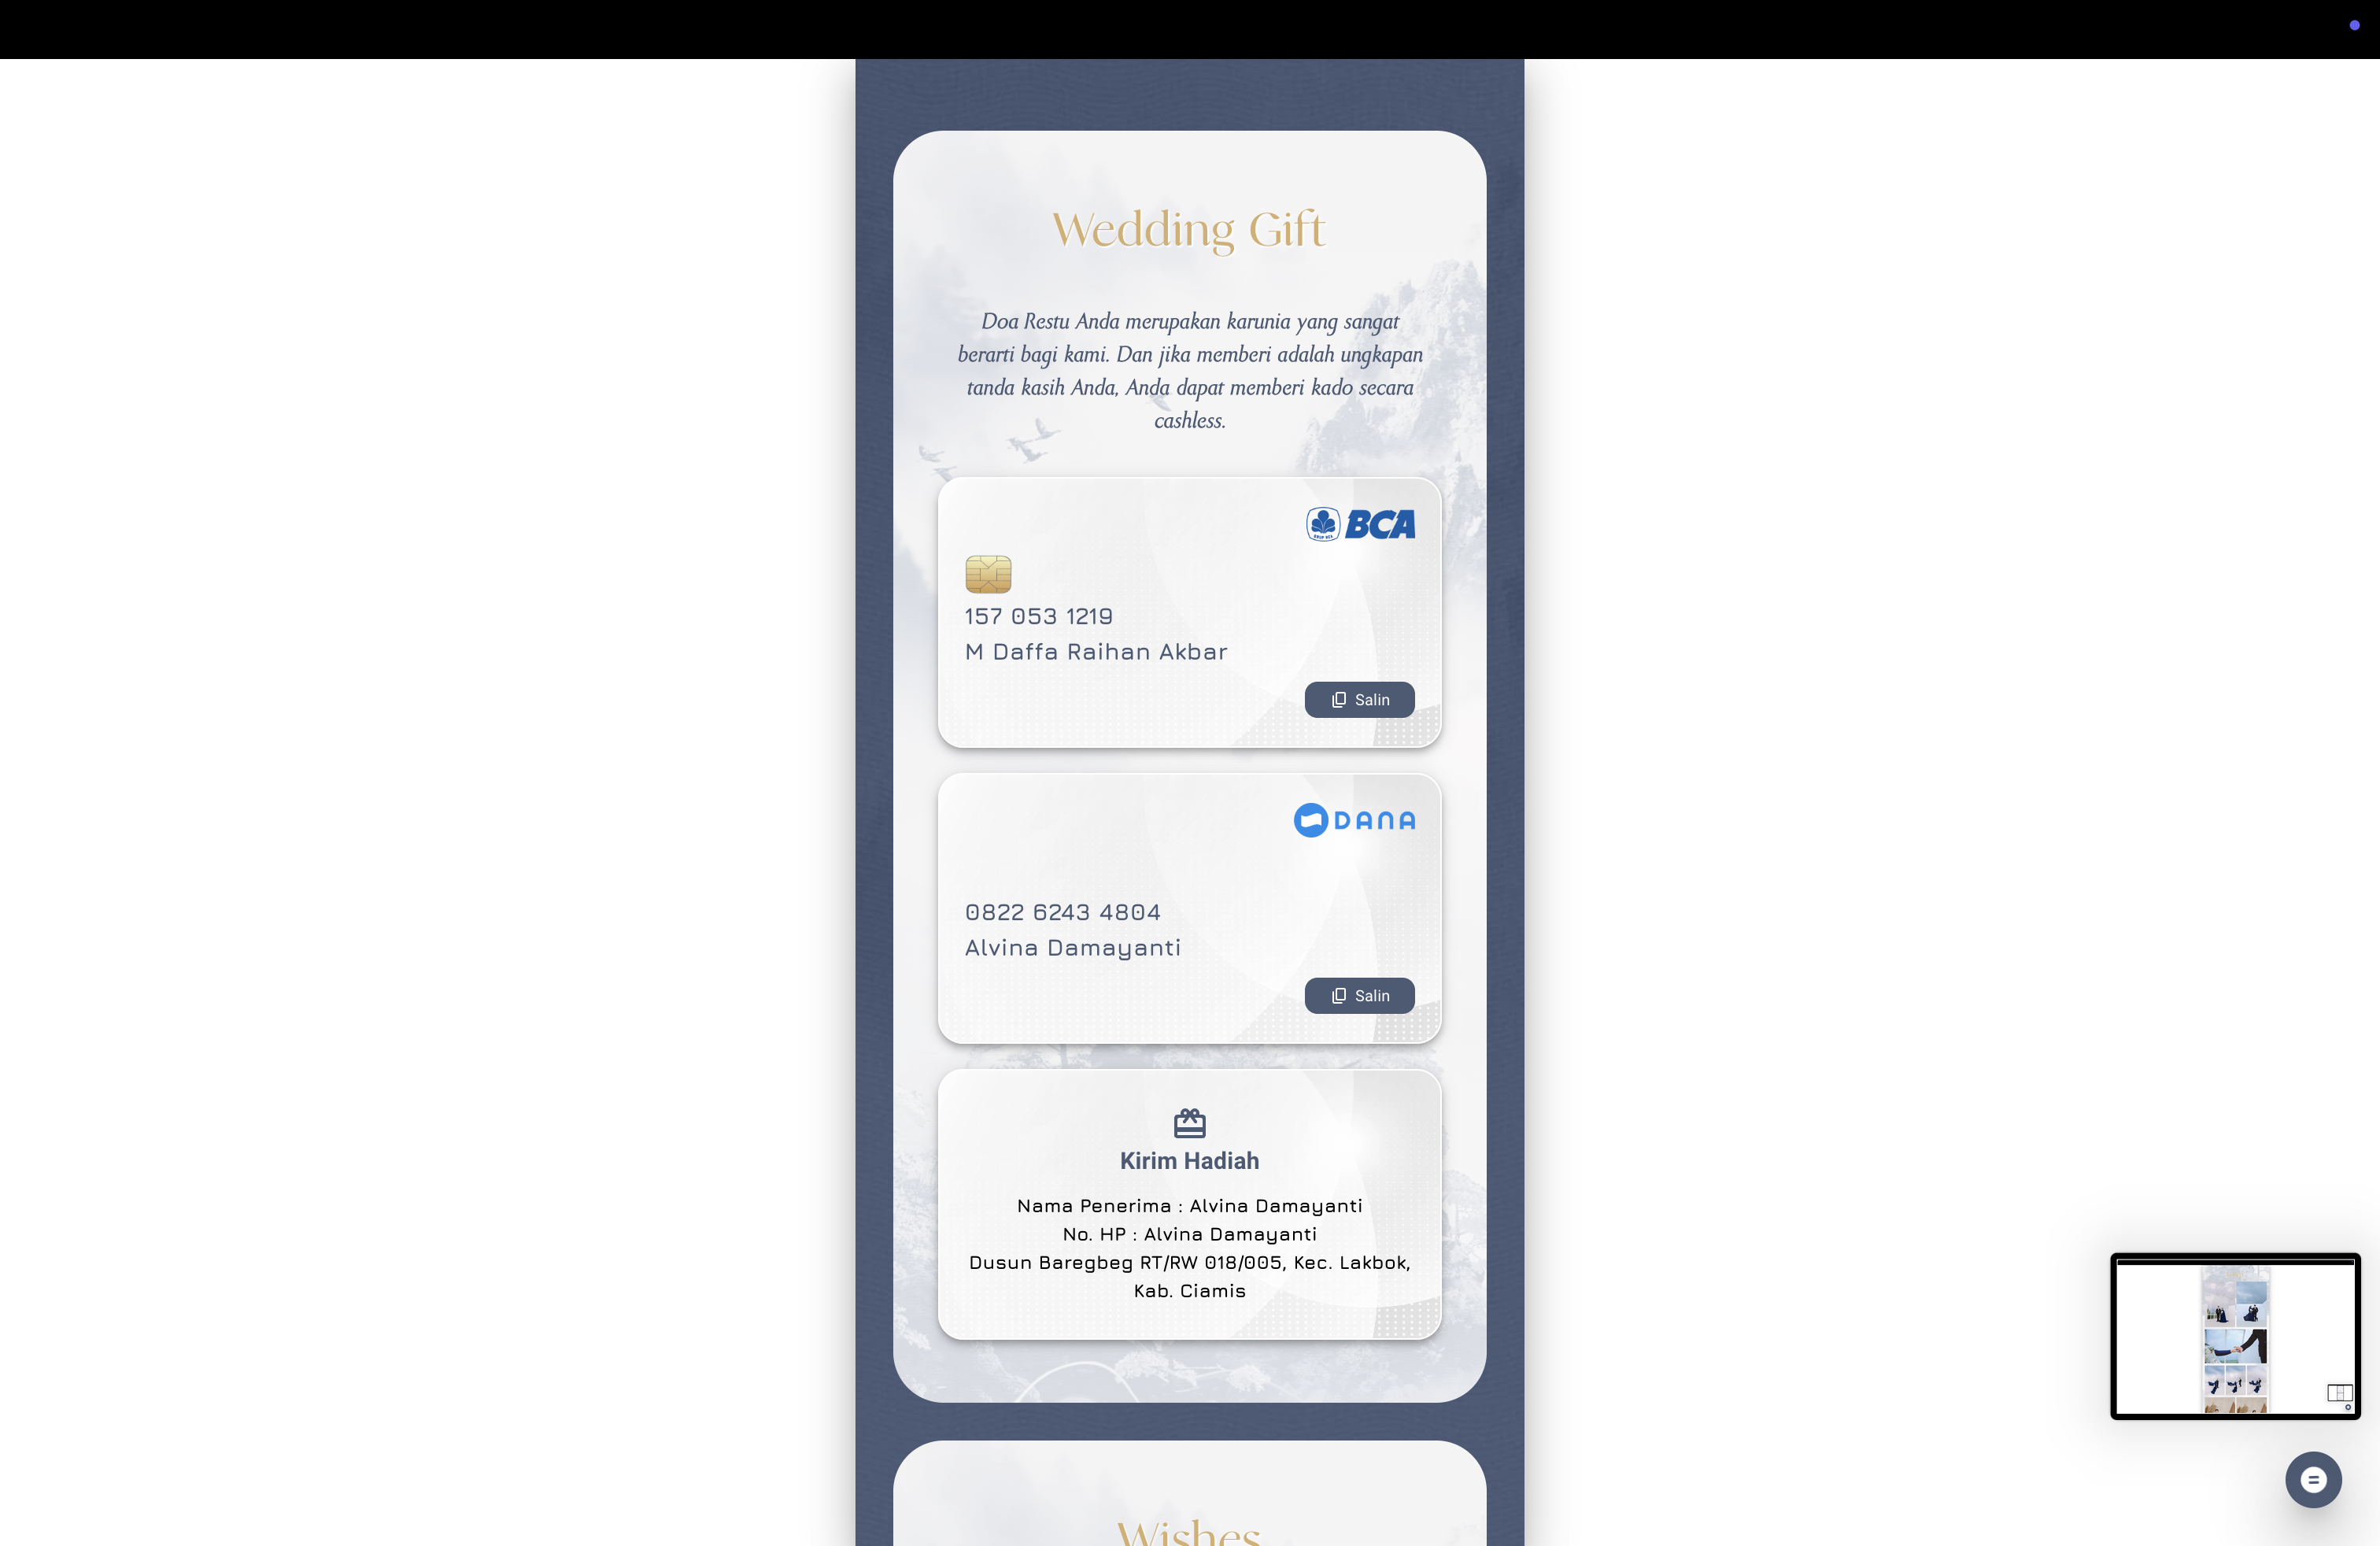 Wedding Gift
Doa Restu Anda merupakan karunia yang sangat
berarti bagi kami. Dan jika memberi adalah ungkapan
tanda kasih Anda, Anda dapat memberi kado secara
cashless.
BCA
157 053 1219
M Daffa Raihan Akbar
Salin
DANA
0822 6243 4804
Alvina Damayanti
Salin
Kirim Hadiah
Nama Penerima : Alvina Damayanti
No. HP : Alvina Damayanti
Dusun Baregbeg RT/RW 018/005, Kec. Lakbok,
Kab. Ciamis
Wishes